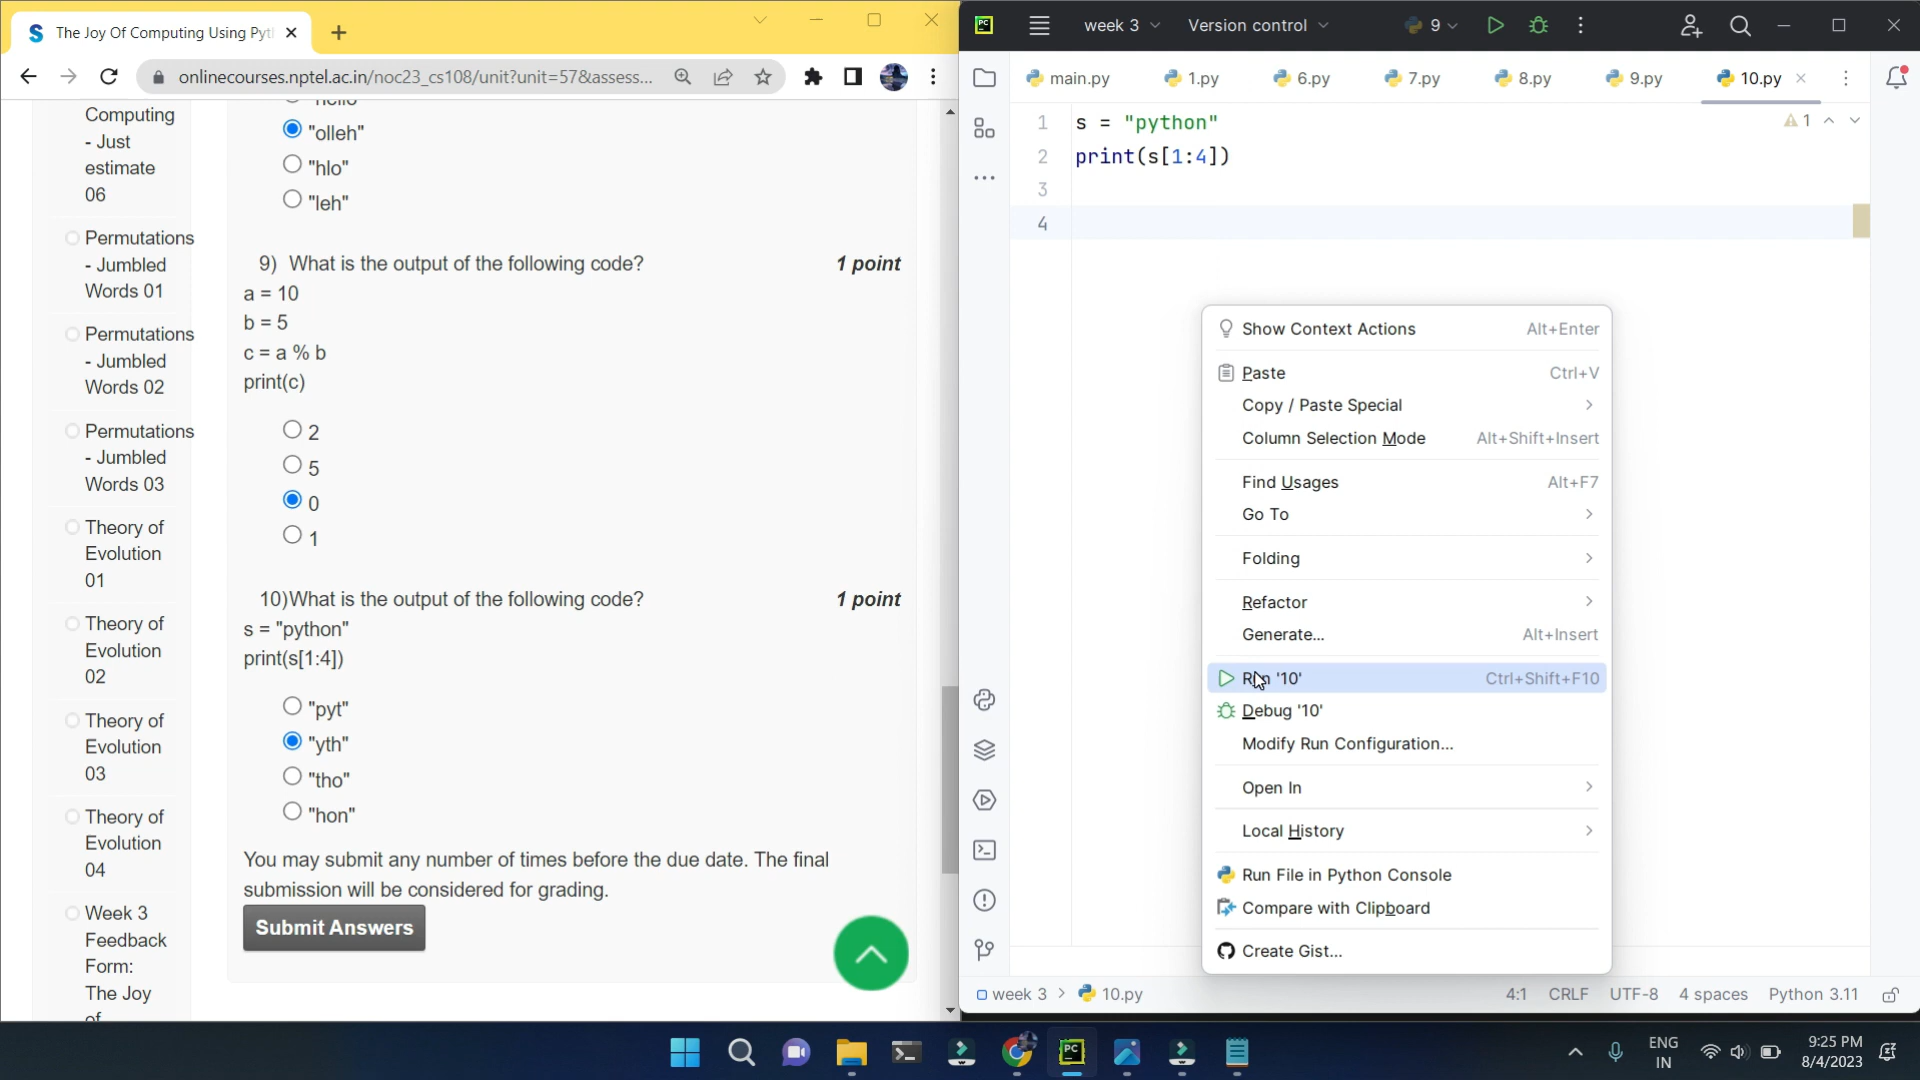 The Joy Of Computing Using Pyt
onlinecourses.nptel.ac.in/noc23_cs108/unit?unit=57&assess...
Computing
- Just
estimate
06
Permutations
- Jumbled
Words 01
Permutations
- Jumbled
Words 02
Permutations
- Jumbled
Words 03
Theory of
Evolution
01
Theory of
Evolution
02
Theory of
Evolution
03
Theory of
Evolution
04
Week 3
Feedback
Form:
The Joy
of
"olleh"
"hlo"
"leh"
9) What is the output of the following code? 1 point
a = 10
b = 5
c = a % b
print(c)
2
5
0
1
10)What is the output of the following code? 1 point
s = "python"
print(s[1:4])
"pyt"
"yth"
"tho"
"hon"
You may submit any number of times before the due date. The final
submission will be considered for grading.
Submit Answers
PC week 3 Version control 9
main.py 1.py 6.py 7.py 8.py 9.py 10.py
1 s = "python" 1
2 print(s[1:4])
3
4
Show Context Actions Alt+Enter
Paste Ctrl+V
Copy / Paste Special
Column Selection Mode Alt+Shift+Insert
Find Usages Alt+F7
Go To
Folding
Refactor
Generate... Alt+Insert
Run '10' Ctrl+Shift+F10
Debug '10'
Modify Run Configuration...
Open In
Local History
Run File in Python Console
Compare with Clipboard
Create Gist...
week 3 > 10.py 4:1 CRLF UTF-8 4 spaces Python 3.11
PC
ENG
IN
9:25 PM
8/4/2023